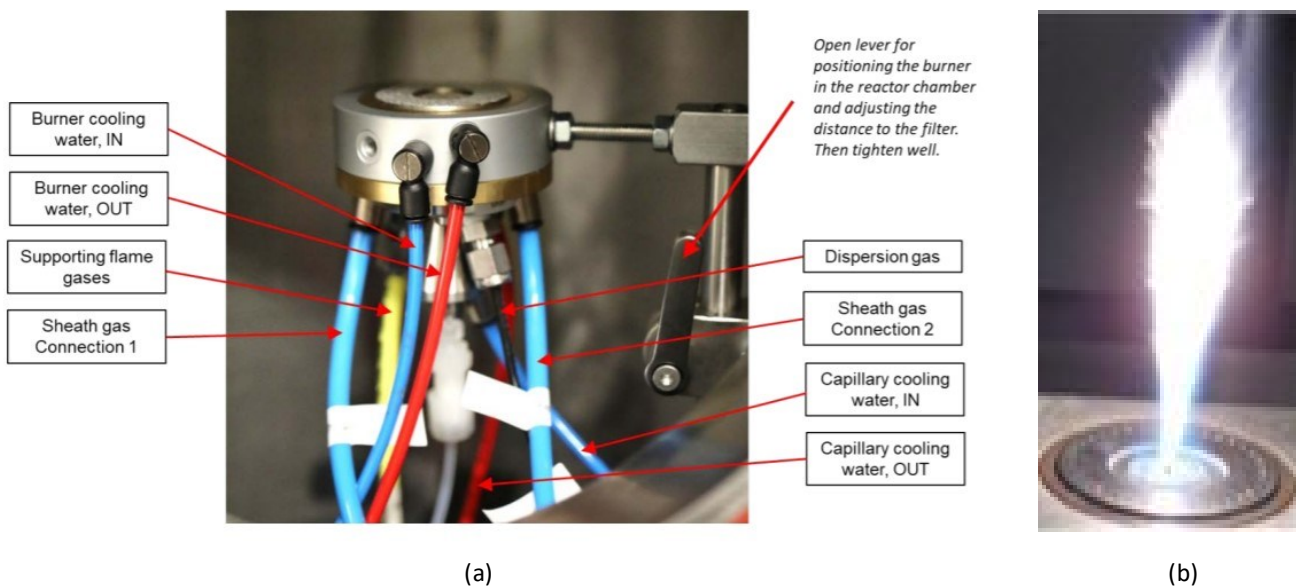 Open lever for
positioning the burner
in the reactor chamber
and adjusting the
distance to the filter.
Then tighten well.
Burner cooling
water, IN
Burner cooling
water, OUT
Supporting flame
gases
Sheath gas
Connection 1
Dispersion gas
Sheath gas
Connection 2
Capillary cooling
water, IN
Capillary cooling
water, OUT
(a)
(b)